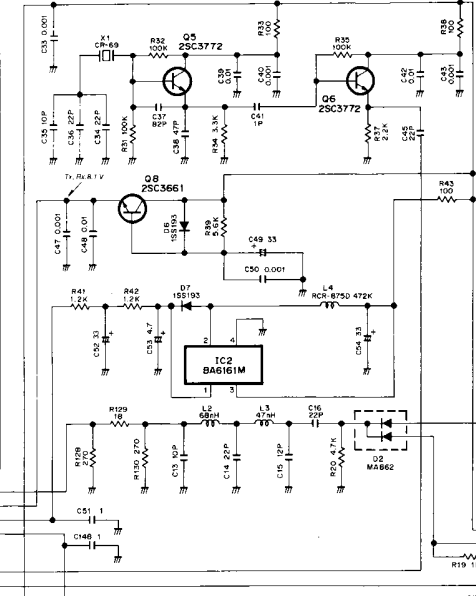 C33 0.001
X1
CR-69
R32
100K
Q5
2SC3772
R33
100
R35
100K
R38
100
C39
0.01
C40
0.001
C42
0.01
C43
0.001
Q6
2SC3772
C35 10P
C36 22P
C34 22P
R31 100K
C37
82P
C38 47P
R34 3.3K
C41
1P
R37
2.2K
C45
22P
Tx, Rx 8.1 V
Q8
2SC3661
C47 0.001
C48 0.01
D6
1SS193
R39
5.6K
C49 33
+
C50 0.001
R43
100
R41
1.2K
R42
1.2K
D7
1SS193
L4
RCR-875D 472K
C52 33
+
C53 4.7
+
C54 33
+
2
4
IC2
BA6161M
1
3
R129
18
L2
68nH
L3
47nH
C16
22P
R128
270
R130 270
C13 10P
C14 22P
C15 12P
R20 4.7K
D2
MA862
C51 1
C148 1
R19